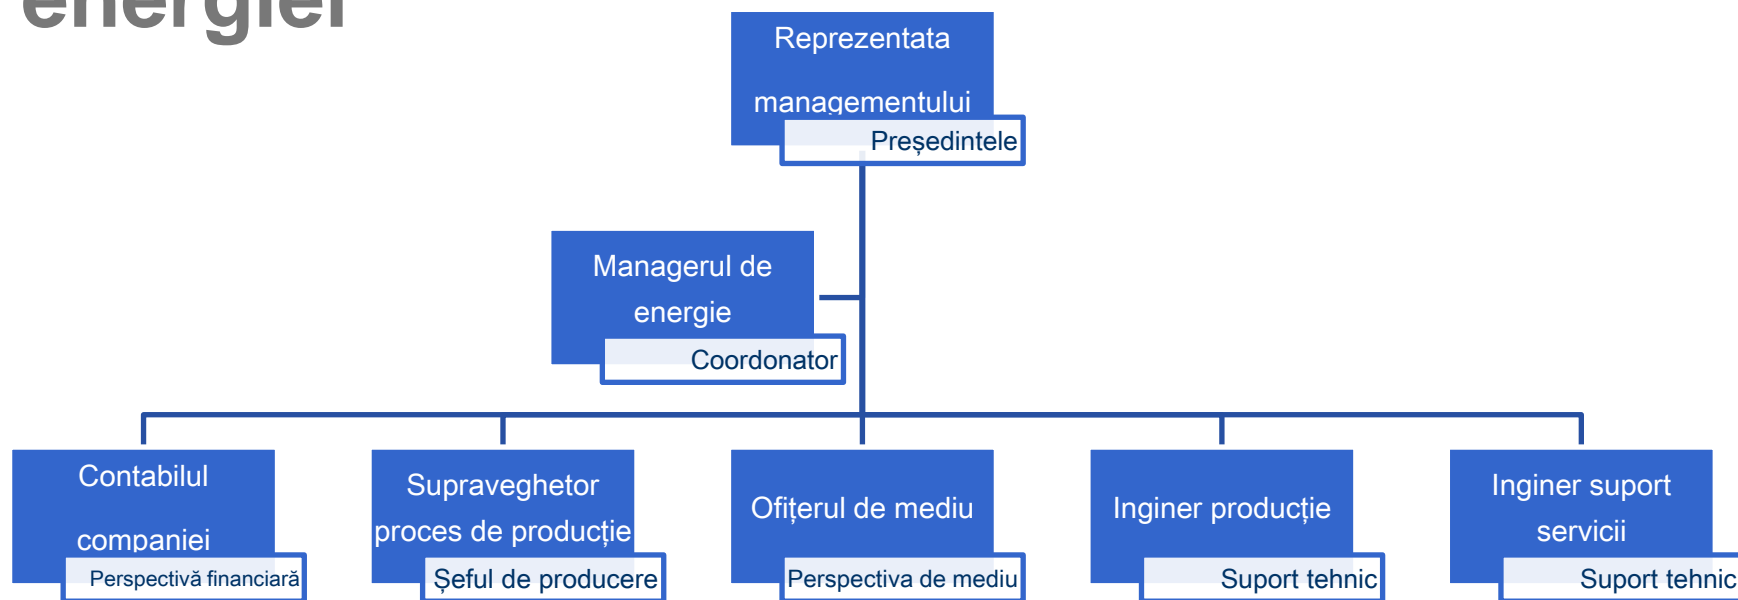 energiei
Reprezentata
managementului
Președintele
Managerul de
energie
Coordonator
Contabilul
companiei
Perspectivă financiară
Supraveghetor
proces de producție
Șeful de producere
Ofițerul de mediu
Perspectiva de mediu
Inginer producție
Suport tehnic
Inginer suport
servicii
Suport tehnic